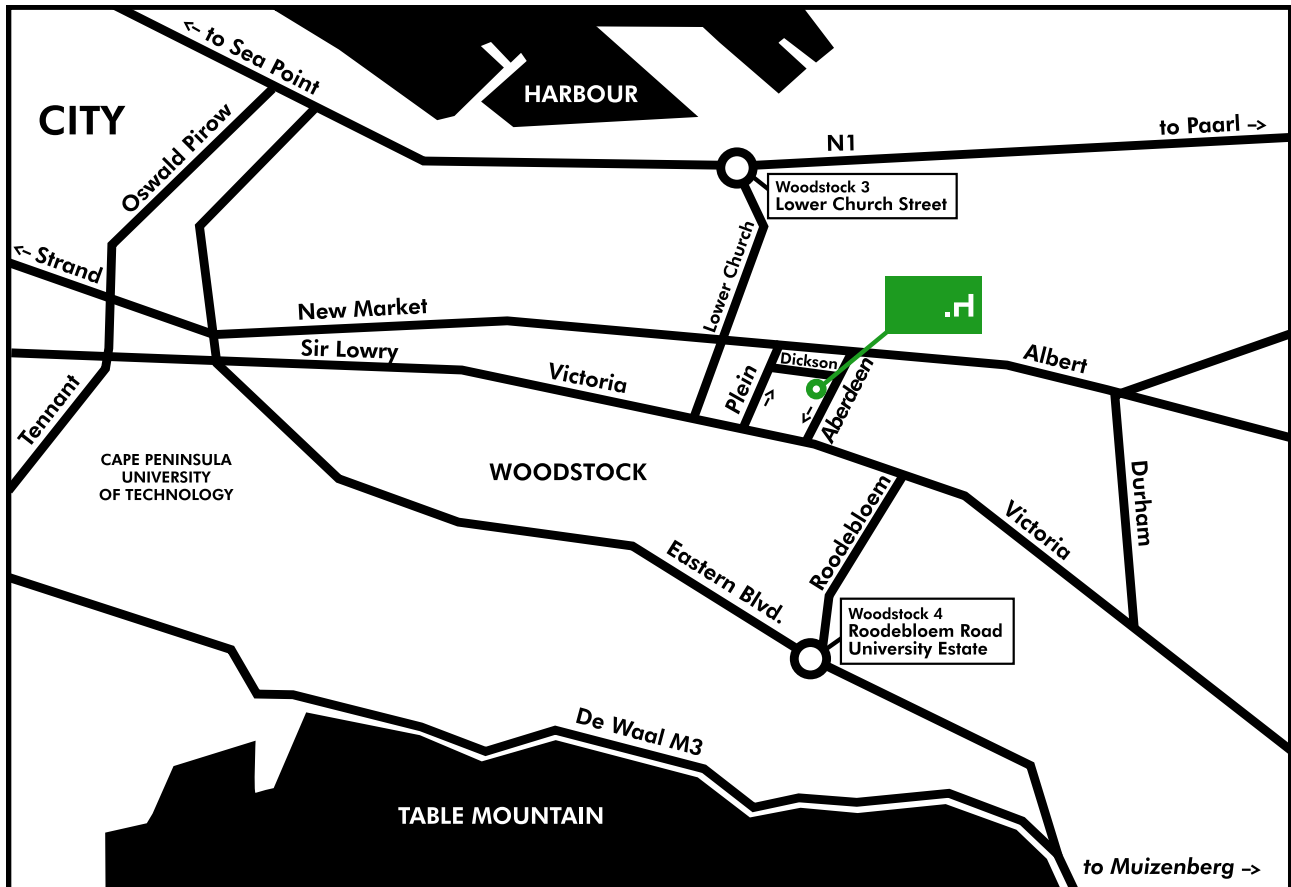 <- to Sea Point
HARBOUR
CITY
Oswald Pirow
N1
to Paarl ->
Woodstock 3
Lower Church Street
<- Strand
Lower Church
New Market
Sir Lowry
Victoria
Plein
Dickson
Aberdeen
Albert
Tennant
CAPE PENINSULA
UNIVERSITY
OF TECHNOLOGY
WOODSTOCK
Roodebloem
Victoria
Durham
Eastern Blvd.
Woodstock 4
Roodebloem Road
University Estate
De Waal M3
TABLE MOUNTAIN
to Muizenberg ->